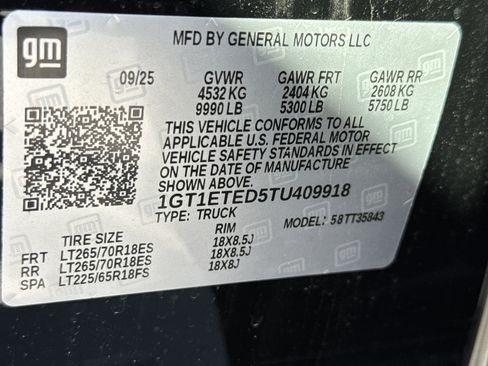 gm
MFD BY GENERAL MOTORS LLC
09/25 GVWR GAWR FRT GAWR RR
4532 KG 2404 KG 2608 KG
9990 LB 5300 LB 5750 LB
THIS VEHICLE CONFORMS TO ALL
APPLICABLE U.S. FEDERAL MOTOR
VEHICLE SAFETY STANDARDS IN EFFECT
ON THE DATE OF MANUFACTURE
SHOWN ABOVE.
1GT1ETED5TU409918
TYPE: TRUCK 58TT35843
TIRE SIZE RIM
FRT LT265/70R18ES 18X8.5J
RR LT265/70R18ES 18X8.5J
SPA LT225/65R18FS 18X8J